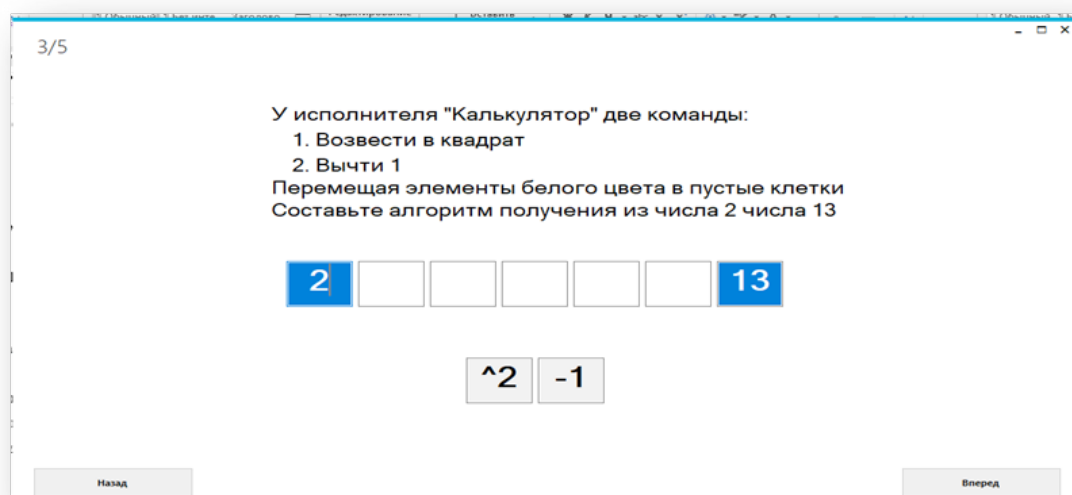 3/5
У исполнителя "Калькулятор" две команды:
1. Возвести в квадрат
2. Вычти 1
Перемещая элементы белого цвета в пустые клетки
Составьте алгоритм получения из числа 2 числа 13
2 13
^2 -1
Назад Вперед